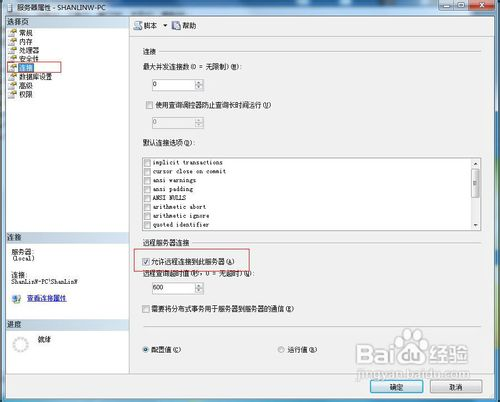 服务器属性 - SHANLINW-PC
选择页
常规
内存
处理器
安全性
连接
数据库设置
高级
权限
脚本
帮助
连接
最大并发连接数(0 = 无限制)(M):
0
使用查询调控器防止查询长时间运行(U)
0
默认连接选项(D):
implicit transactions
cursor close on commit
ansi warnings
ansi padding
ANSI NULLS
arithmetic abort
arithmetic ignore
quoted identifier
远程服务器连接
允许远程连接到此服务器(A)
远程查询超时值(秒, 0 = 无超时)(Q):
600
需要将分布式事务用于服务器到服务器的通信(E)
配置值(C)
运行值(R)
连接
服务器:
(local)
连接:
ShanLinW-PC\ShanLinW
查看连接属性
进度
就绪
Baidu经验
jingyan.baidu.com
确定
取消